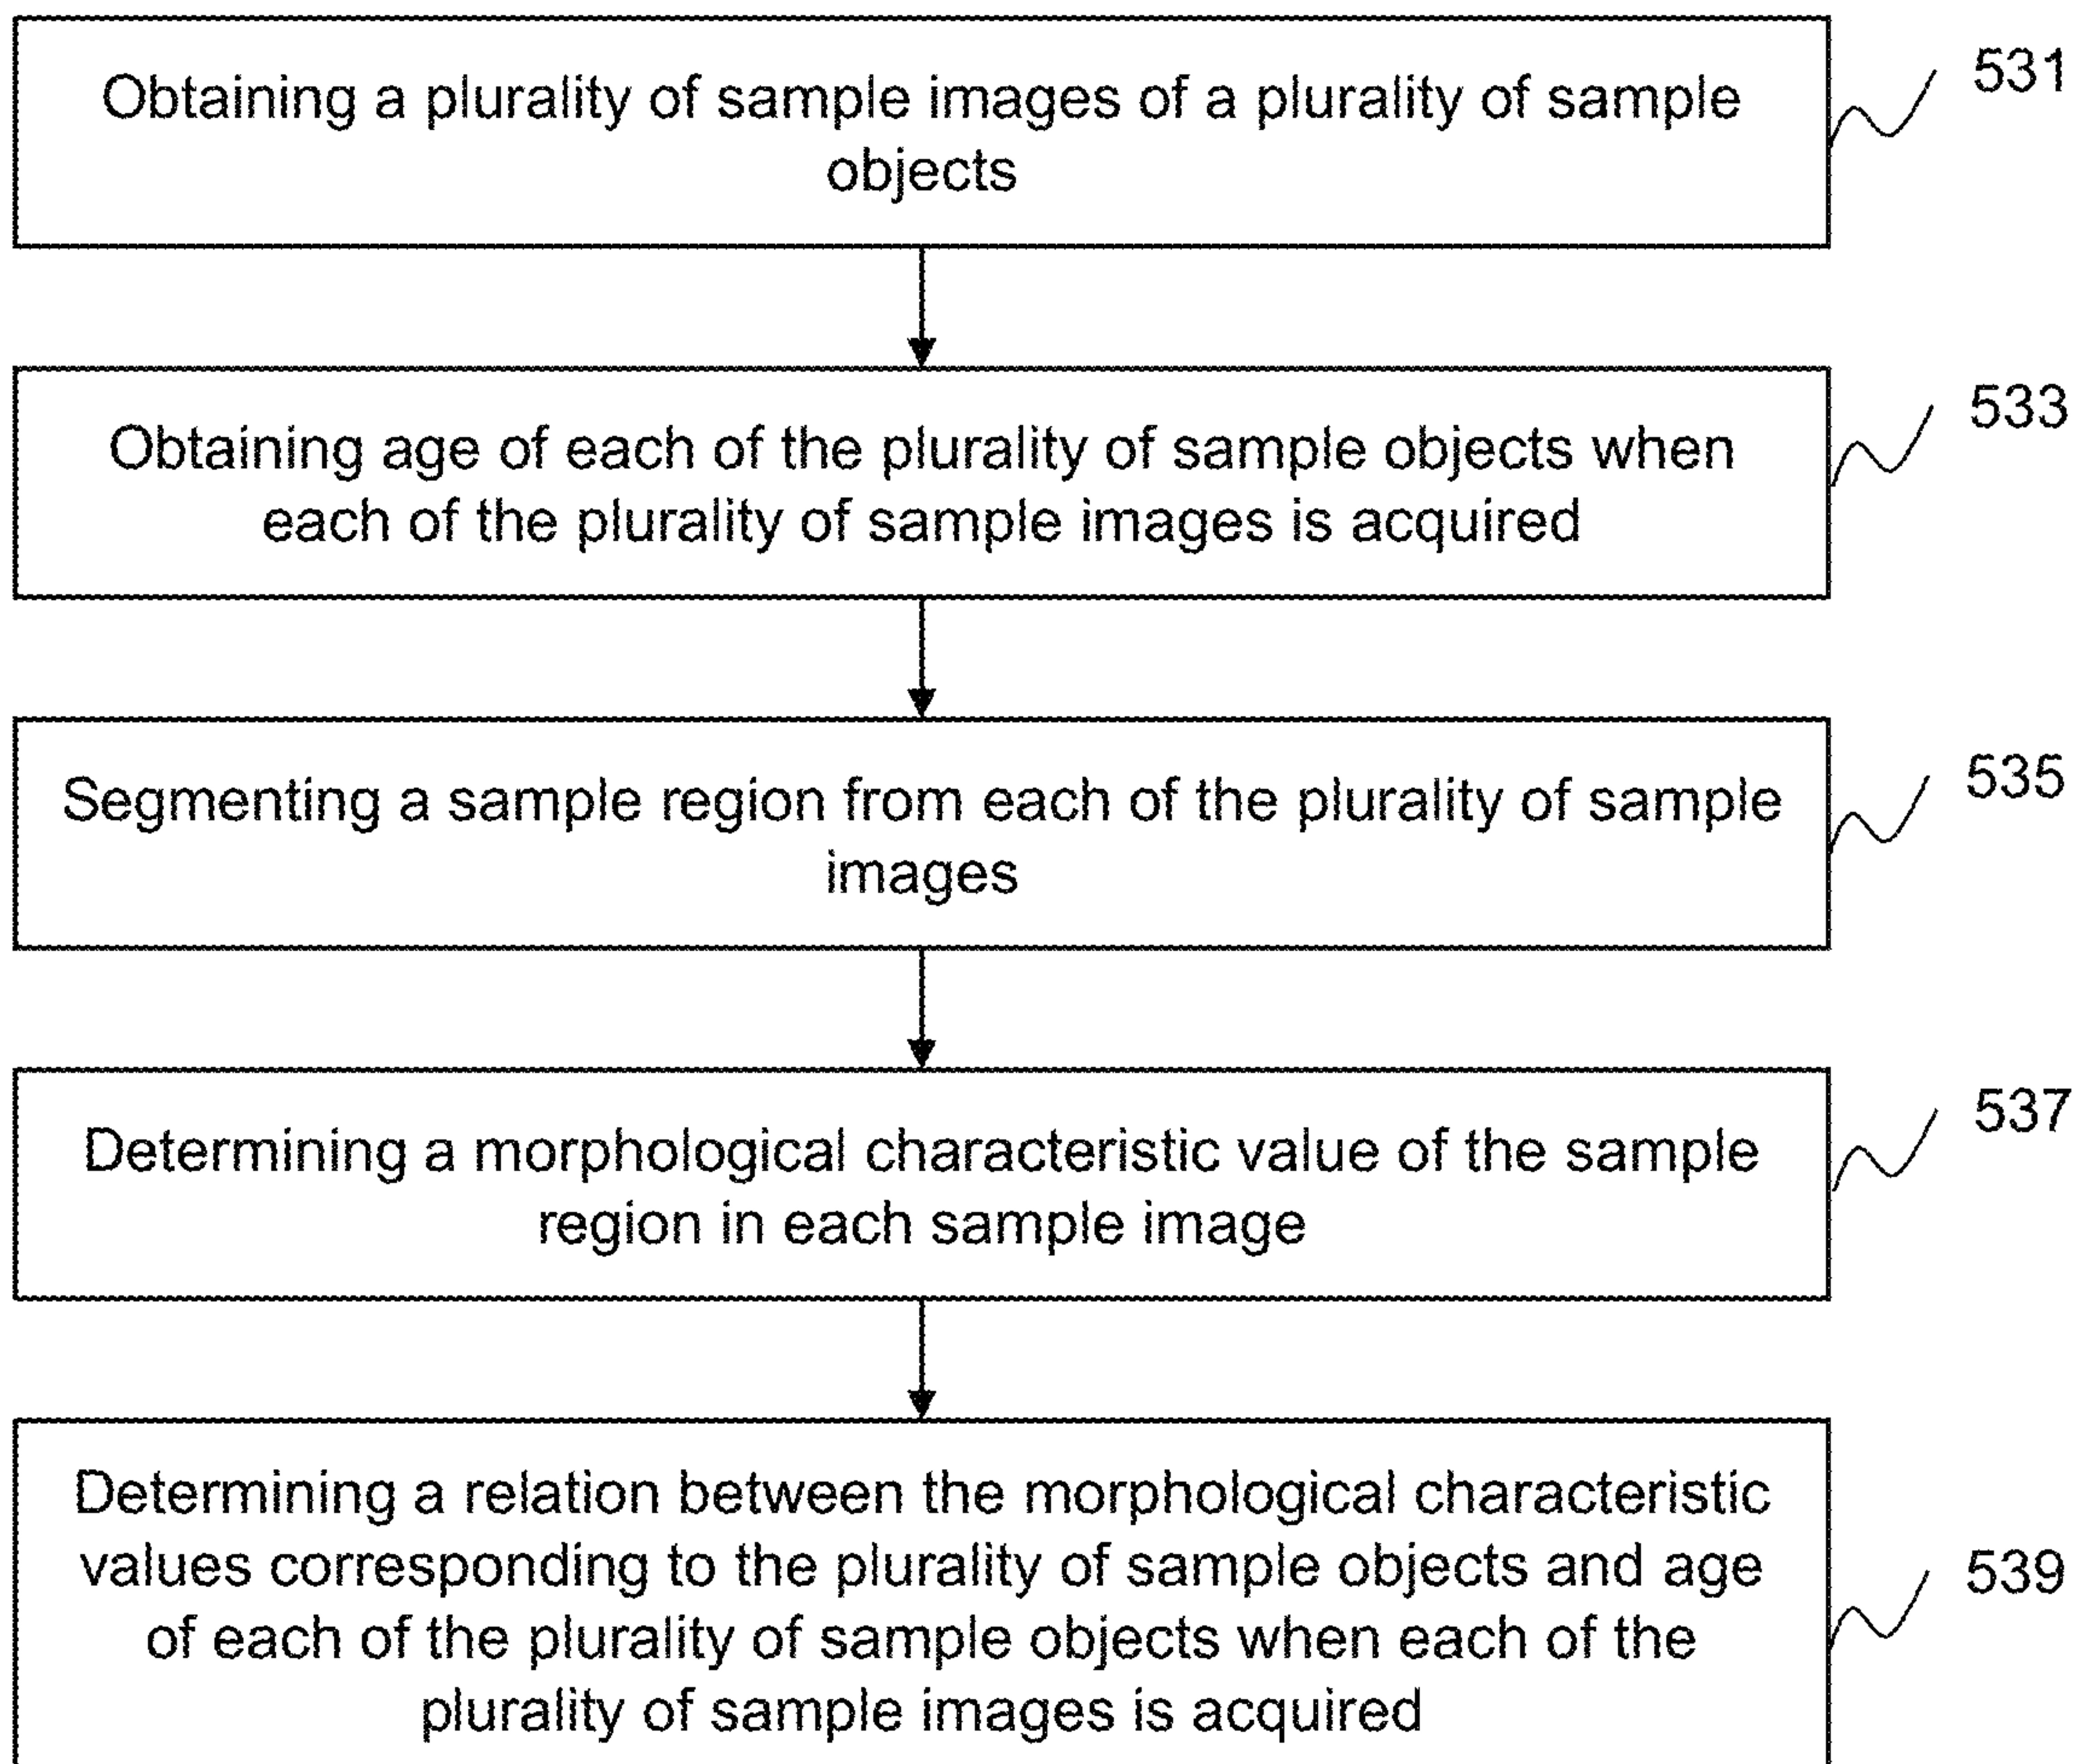 Obtaining a plurality of sample images of a plurality of sample
objects
531
Obtaining age of each of the plurality of sample objects when
each of the plurality of sample images is acquired
533
Segmenting a sample region from each of the plurality of sample
images
535
Determining a morphological characteristic value of the sample
region in each sample image
537
Determining a relation between the morphological characteristic
values corresponding to the plurality of sample objects and age
of each of the plurality of sample objects when each of the
plurality of sample images is acquired
539